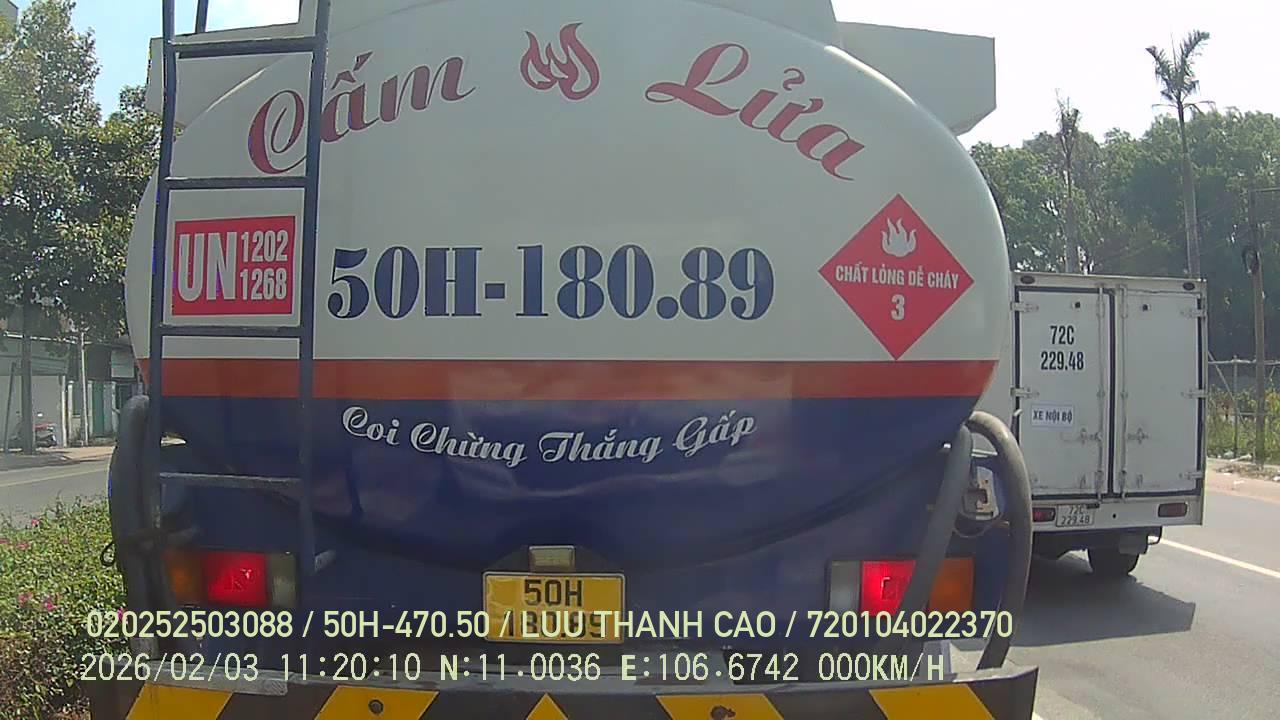 Cấm Lửa
UN 1202 1268
50H-180.89
CHẤT LỎNG DỄ CHÁY
3
Coi Chừng Thắng Gấp
72C
229.48
XE NỘI BỘ
72C
229.48
50H
180.89
020252503088 / 50H-470.50 / LUU THANH CAO / 720104022370
2026/02/03 11:20:10 N:11.0036 E:106.6742 000KM/H